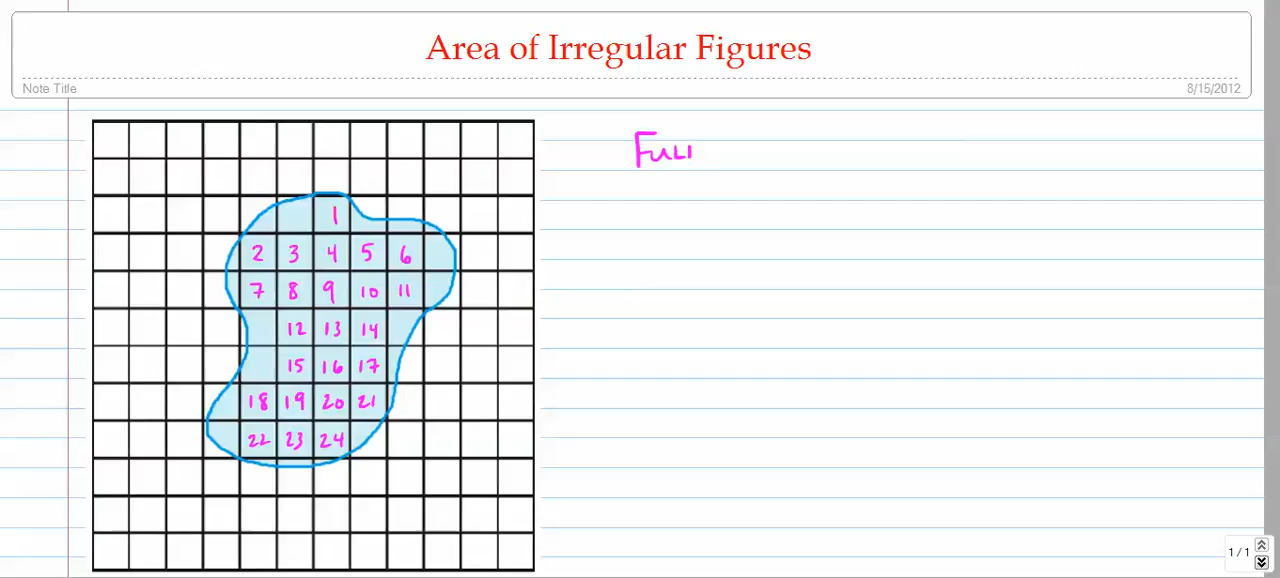 Area of Irregular Figures
Note Title
8/15/2012
1
2 3 4 5 6
7 8 9 10 11
12 13 14
15 16 17
18 19 20 21
22 23 24
1 / 1